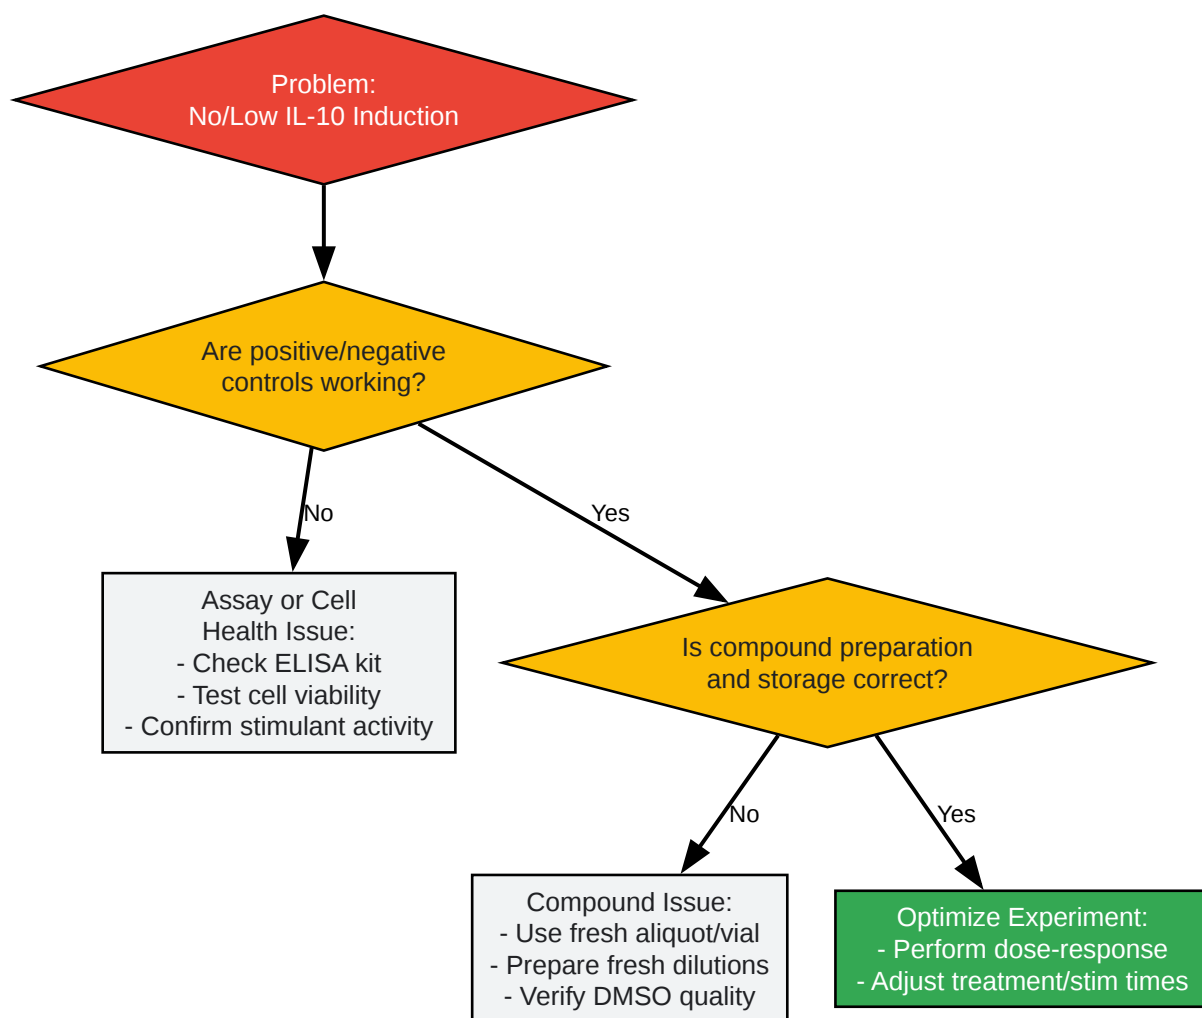 Problem:
No/Low IL-10 Induction
Are positive/negative
controls working?
No
Yes
Assay or Cell
Health Issue:
- Check ELISA kit
- Test cell viability
- Confirm stimulant activity
Is compound preparation
and storage correct?
No
Yes
Compound Issue:
- Use fresh aliquot/vial
- Prepare fresh dilutions
- Verify DMSO quality
Optimize Experiment:
- Perform dose-response
- Adjust treatment/stim times